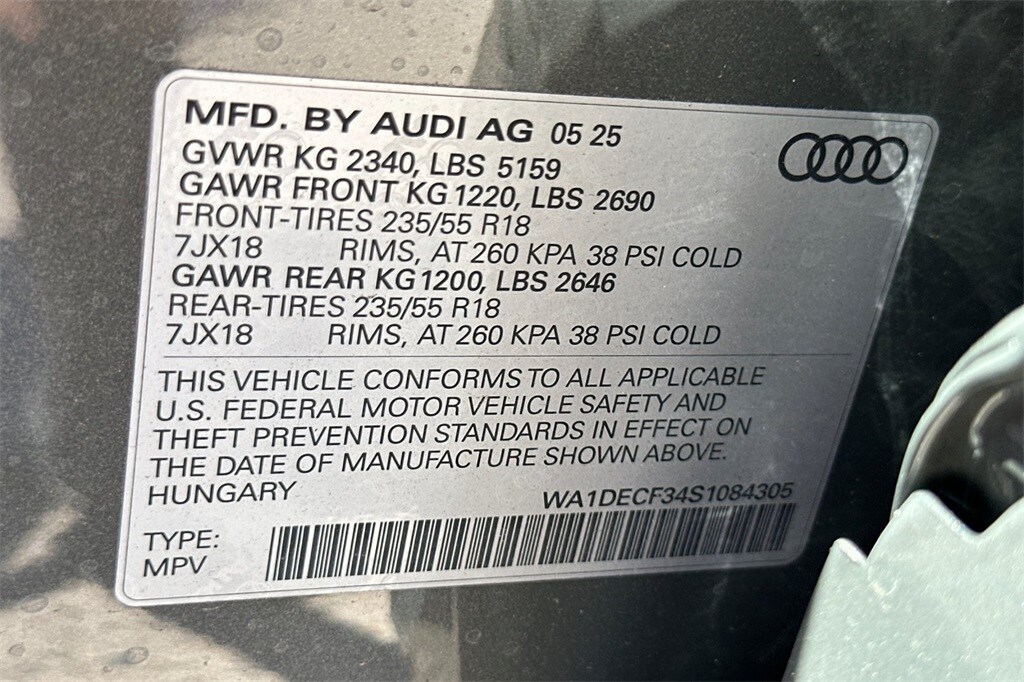 MFD. BY AUDI AG 05 25
GVWR KG 2340, LBS 5159
GAWR FRONT KG 1220, LBS 2690
FRONT-TIRES 235/55 R18
7JX18 RIMS, AT 260 KPA 38 PSI COLD
GAWR REAR KG 1200, LBS 2646
REAR-TIRES 235/55 R18
7JX18 RIMS, AT 260 KPA 38 PSI COLD
THIS VEHICLE CONFORMS TO ALL APPLICABLE
U.S. FEDERAL MOTOR VEHICLE SAFETY AND
THEFT PREVENTION STANDARDS IN EFFECT ON
THE DATE OF MANUFACTURE SHOWN ABOVE.
HUNGARY WA1DECF34S1084305
TYPE:
MPV